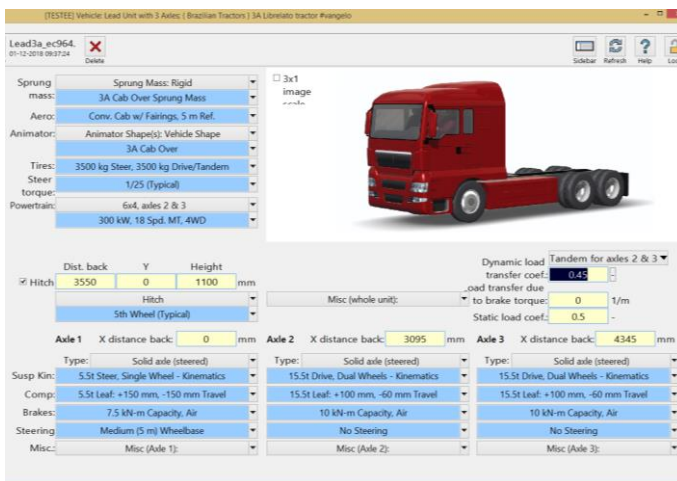 [TESTEE] Vehicle: Lead Unit with 3 Axles; { Brazilian Tractors } 3A Librelato tractor #vangelo
Lead3a_ec964.
01-12-2018 09:37:24
Delete
Sidebar Refresh Help
Sprung mass: Sprung Mass: Rigid
3A Cab Over Sprung Mass
Aero: Conv. Cab w/ Fairings, 5 m Ref.
Animator: Animator Shape(s): Vehicle Shape
3A Cab Over
Tires: 3500 kg Steer, 3500 kg Drive/Tandem
Steer torque: 1/25 (Typical)
Powertrain: 6x4, axles 2 & 3
300 kW, 18 Spd. MT, 4WD
3x1
image
Dist. back Y Height
Hitch 3550 0 1100 mm
Hitch
5th Wheel (Typical)
Misc (whole unit):
Dynamic load transfer coef.: Tandem for axles 2 & 3
0.45
oad transfer due to brake torque: 0 1/m
Static load coef.: 0.5 -
Axle 1 X distance back: 0 mm Axle 2 X distance back: 3095 mm Axle 3 X distance back: 4345 mm
Type: Solid axle (steered) Type: Solid axle (steered) Type: Solid axle (steered)
Susp Kin: 5.5t Steer, Single Wheel - Kinematics 15.5t Drive, Dual Wheels - Kinematics 15.5t Drive, Dual Wheels - Kinematics
Comp: 5.5t Leaf: +150 mm, -150 mm Travel 15.5t Leaf: +100 mm, -60 mm Travel 15.5t Leaf: +100 mm, -60 mm Travel
Brakes: 7.5 kN-m Capacity, Air 10 kN-m Capacity, Air 10 kN-m Capacity, Air
Steering Medium (5 m) Wheelbase No Steering No Steering
Misc.: Misc (Axle 1): Misc (Axle 2): Misc (Axle 3):